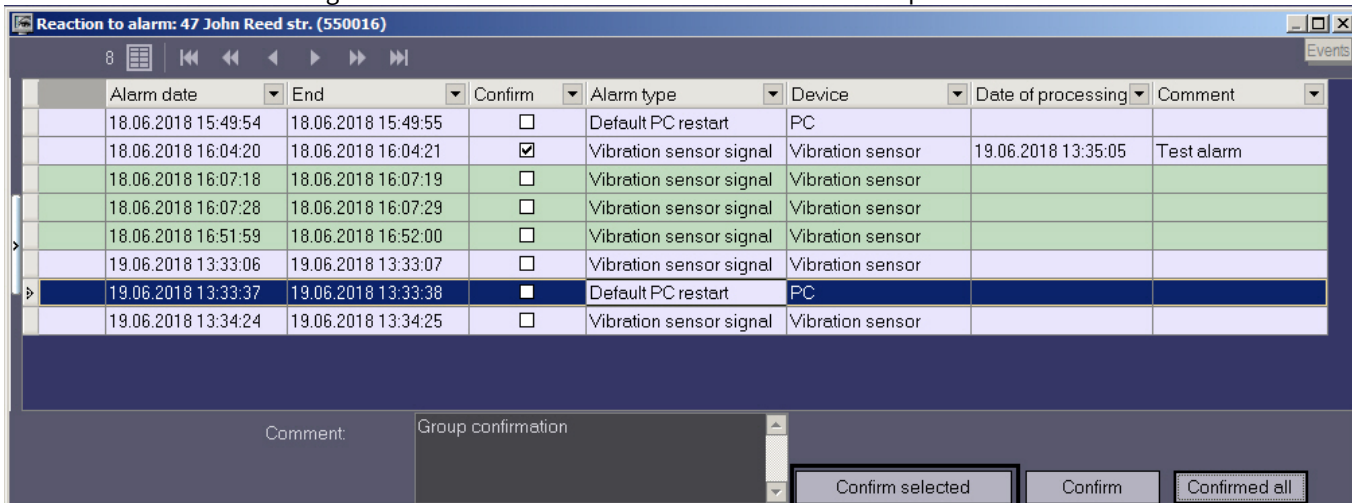 Reaction to alarm: 47 John Reed str. (550016)
8
Events
Alarm date End Confirm Alarm type Device Date of processing Comment
18.06.2018 15:49:54 18.06.2018 15:49:55 Default PC restart PC
18.06.2018 16:04:20 18.06.2018 16:04:21 Vibration sensor signal Vibration sensor 19.06.2018 13:35:05 Test alarm
18.06.2018 16:07:18 18.06.2018 16:07:19 Vibration sensor signal Vibration sensor
18.06.2018 16:07:28 18.06.2018 16:07:29 Vibration sensor signal Vibration sensor
18.06.2018 16:51:59 18.06.2018 16:52:00 Vibration sensor signal Vibration sensor
19.06.2018 13:33:06 19.06.2018 13:33:07 Vibration sensor signal Vibration sensor
19.06.2018 13:33:37 19.06.2018 13:33:38 Default PC restart PC
19.06.2018 13:34:24 19.06.2018 13:34:25 Vibration sensor signal Vibration sensor
Comment: Group confirmation
Confirm selected Confirm Confirmed all